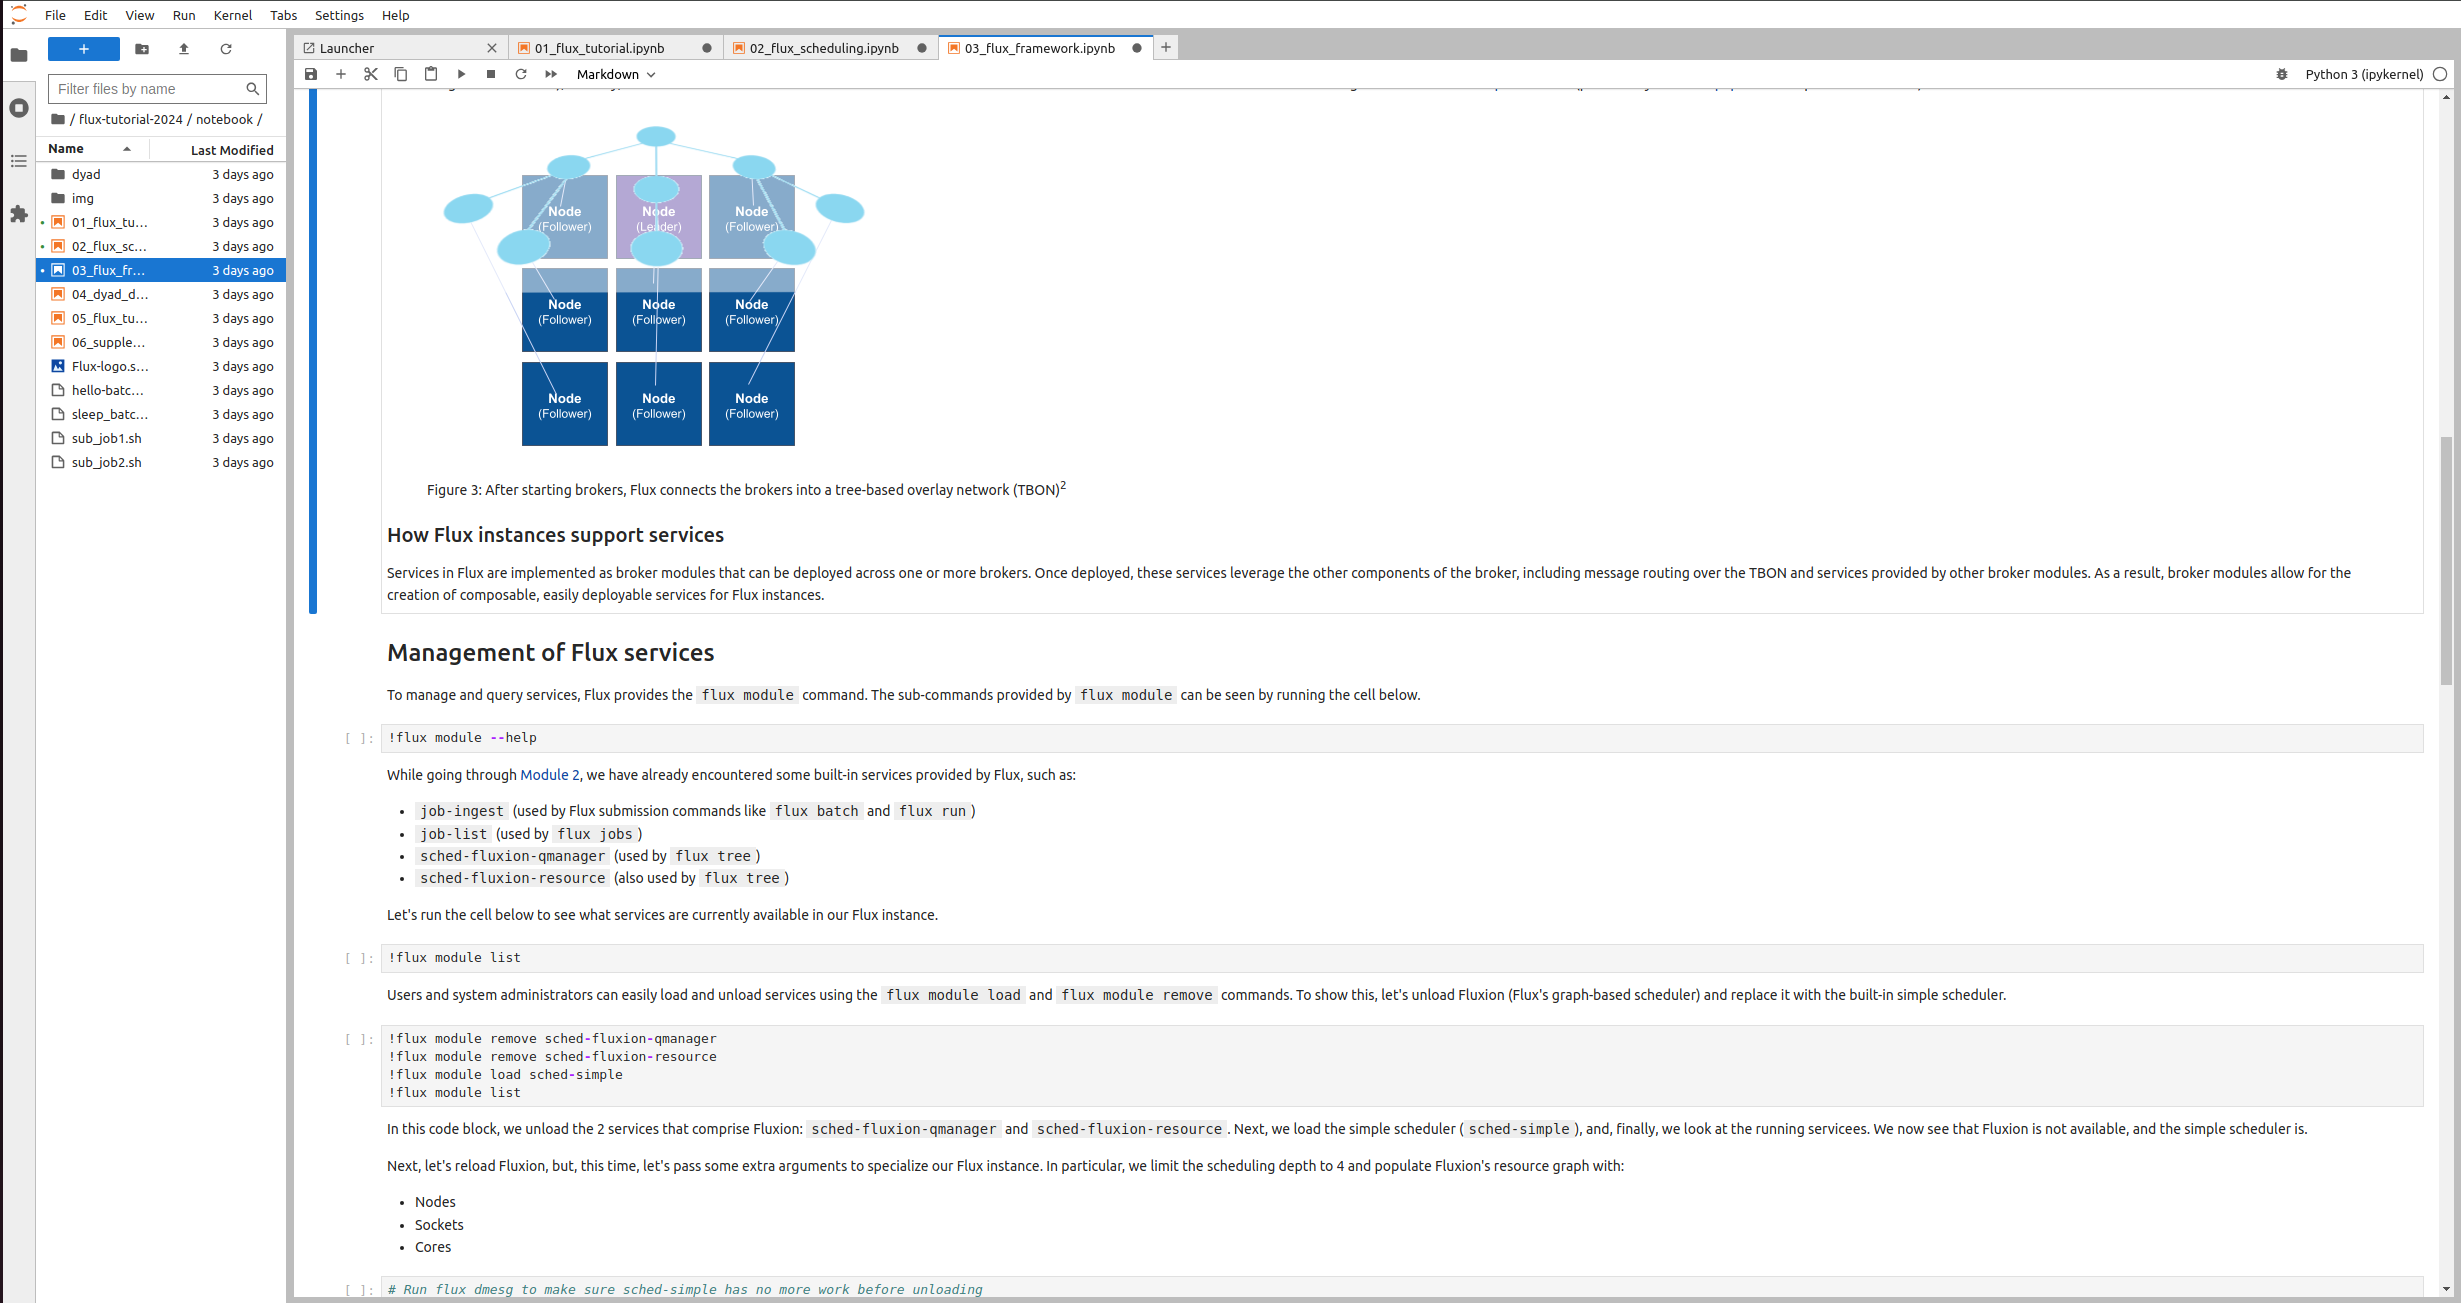 File Edit View Run Kernel Tabs Settings Help
Launcher
01_flux_tutorial.ipynb
02_flux_scheduling.ipynb
03_flux_framework.ipynb
Markdown
Python 3 (ipykernel)
Filter files by name
/ flux-tutorial-2024 / notebook /
Name Last Modified
dyad 3 days ago
img 3 days ago
01_flux_tu... 3 days ago
02_flux_sc... 3 days ago
03_flux_fr... 3 days ago
04_dyad_d... 3 days ago
05_flux_tu... 3 days ago
06_supple... 3 days ago
Flux-logo.s... 3 days ago
hello-batc... 3 days ago
sleep_batc... 3 days ago
sub_job1.sh 3 days ago
sub_job2.sh 3 days ago
Node Node Node
(Follower) (Leader) (Follower)
Node Node Node
(Follower) (Follower) (Follower)
Node Node Node
(Follower) (Follower) (Follower)
Figure 3: After starting brokers, Flux connects the brokers into a tree-based overlay network (TBON)2
How Flux instances support services
Services in Flux are implemented as broker modules that can be deployed across one or more brokers. Once deployed, these services leverage the other components of the broker, including message routing over the TBON and services provided by other broker modules. As a result, broker modules allow for the
creation of composable, easily deployable services for Flux instances.
Management of Flux services
To manage and query services, Flux provides the flux module command. The sub-commands provided by flux module can be seen by running the cell below.
[ ]: !flux module --help
While going through Module 2, we have already encountered some built-in services provided by Flux, such as:
• job-ingest (used by Flux submission commands like flux batch and flux run )
• job-list (used by flux jobs )
• sched-fluxion-qmanager (used by flux tree )
• sched-fluxion-resource (also used by flux tree )
Let's run the cell below to see what services are currently available in our Flux instance.
[ ]: !flux module list
Users and system administrators can easily load and unload services using the flux module load and flux module remove commands. To show this, let's unload Fluxion (Flux's graph-based scheduler) and replace it with the built-in simple scheduler.
[ ]: !flux module remove sched-fluxion-qmanager
!flux module remove sched-fluxion-resource
!flux module load sched-simple
!flux module list
In this code block, we unload the 2 services that comprise Fluxion: sched-fluxion-qmanager and sched-fluxion-resource . Next, we load the simple scheduler ( sched-simple ), and, finally, we look at the running servicees. We now see that Fluxion is not available, and the simple scheduler is.
Next, let's reload Fluxion, but, this time, let's pass some extra arguments to specialize our Flux instance. In particular, we limit the scheduling depth to 4 and populate Fluxion's resource graph with:
• Nodes
• Sockets
• Cores
[ ]: # Run flux dmesg to make sure sched-simple has no more work before unloading